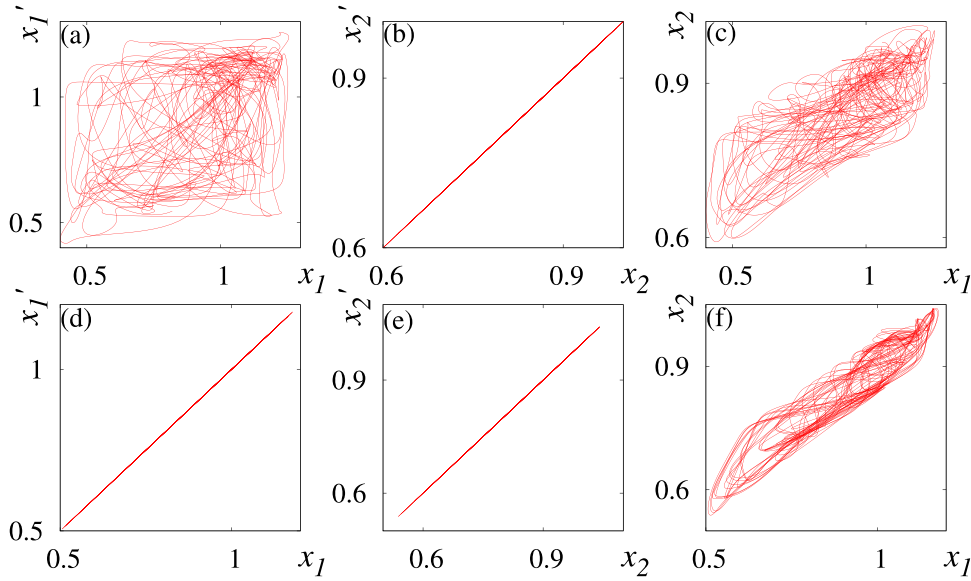 x₁′ (a) 1 0.5 0.5 1 x₁
x₂′ (b) 0.9 0.6 0.6 0.9 x₂
x₂ (c) 0.9 0.6 0.5 1 x₁
x₁′ (d) 1 0.5 0.5 1 x₁
x₂′ (e) 0.9 0.6 0.6 0.9 x₂
x₂ (f) 0.9 0.6 0.5 1 x₁